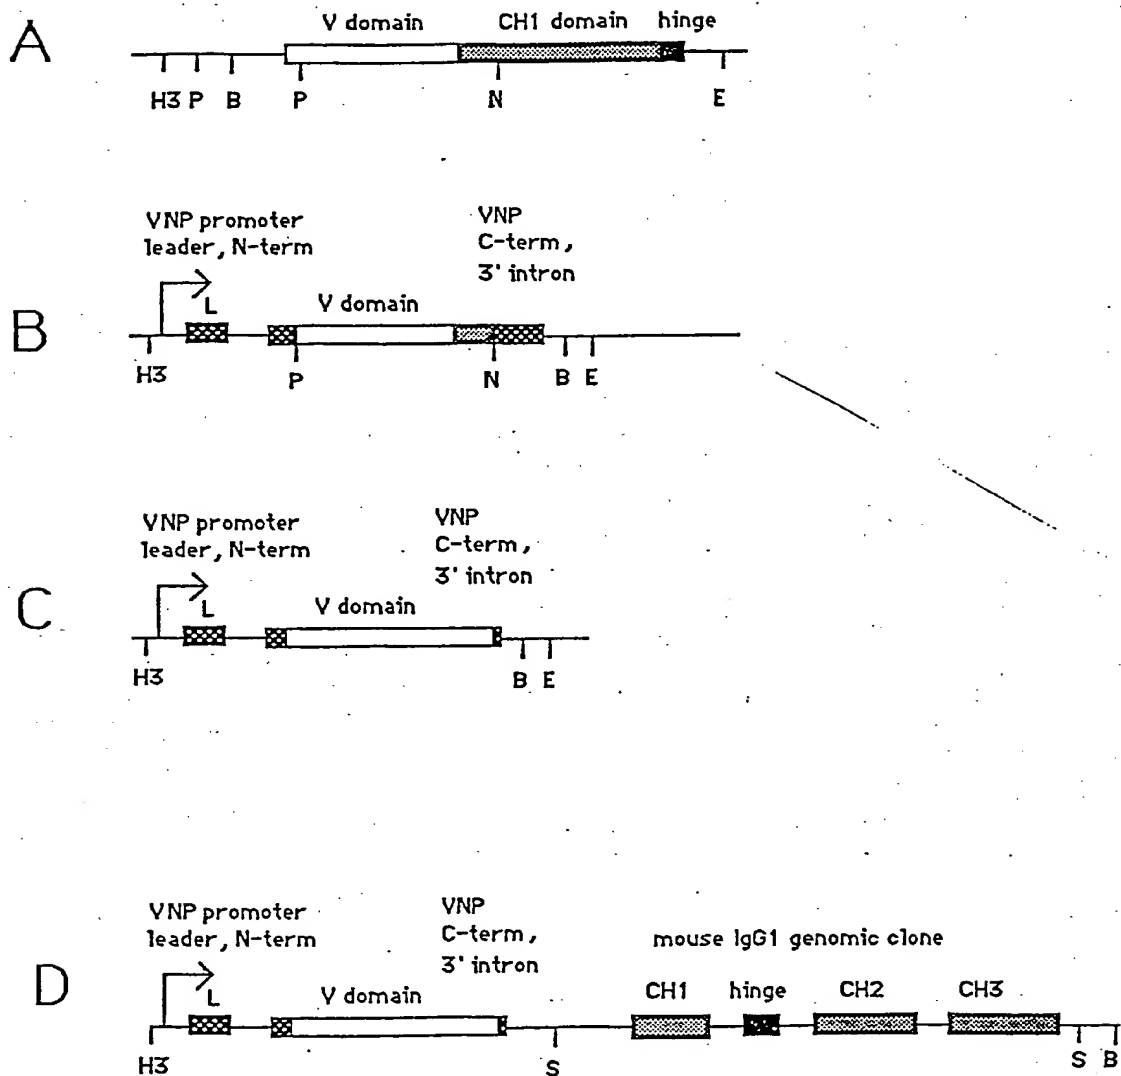 A
V domain CH1 domain hinge
H3 P B P N E
B
VNP promoter
leader, N-term
VNP
C-term,
3' intron
L
V domain
H3 P N B E
C
VNP promoter
leader, N-term
VNP
C-term,
3' intron
L
V domain
H3 B E
D
VNP promoter
leader, N-term
VNP
C-term,
3' intron
mouse IgG1 genomic clone
L
V domain
CH1 hinge CH2 CH3
H3 S S B